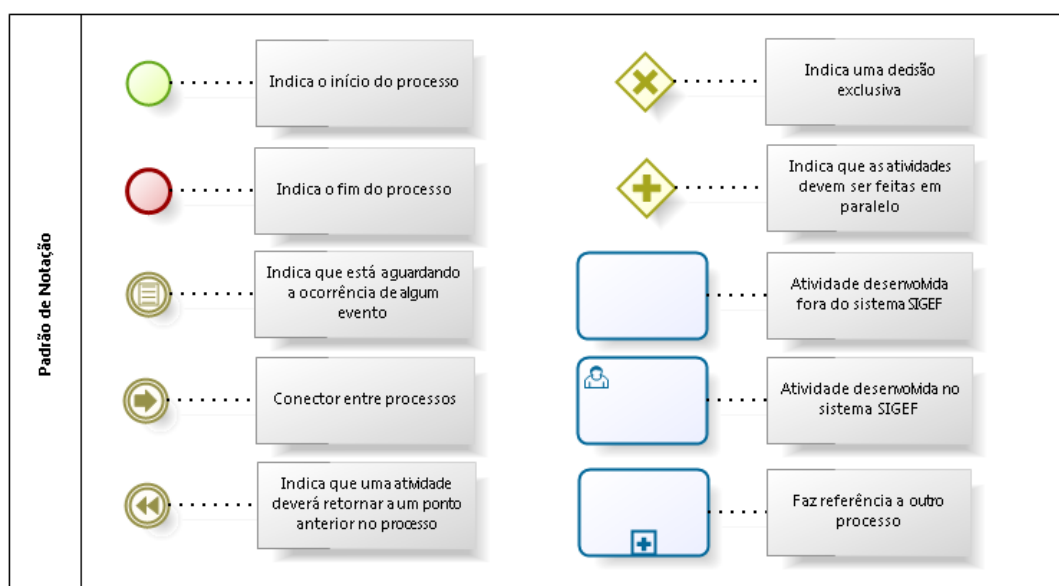 Padrão de Notação
Indica o início do processo
Indica o fim do processo
Indica que está aguardando
a ocorrência de algum
evento
Conector entre processos
Indica que uma atividade
deverá retornar a um ponto
anterior no processo
Indica uma decisão
exclusiva
Indica que as atividades
devem ser feitas em
paralelo
Atividade desenvolvida
fora do sistema SIGEF
Atividade desenvolvida no
sistema SIGEF
Faz referência a outro
processo